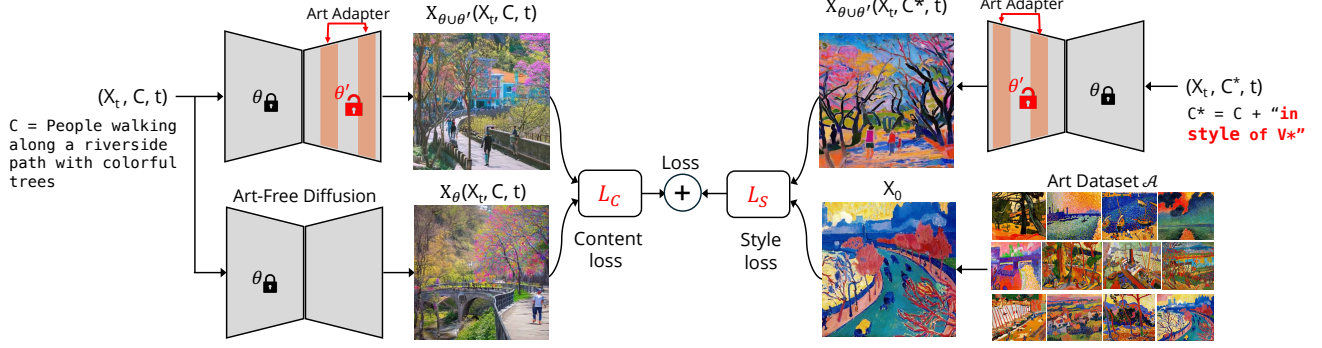 Art Adapter
X_{θ∪θ′}(X_t, C, t)
θ
θ′
(X_t, C, t)
C = People walking
along a riverside
path with colorful
trees
Art-Free Diffusion
X_θ(X_t, C, t)
θ
L_C
Content
loss
Loss
+
L_S
Style
loss
X_{θ∪θ′}(X_t, C*, t)
Art Adapter
θ′
θ
(X_t, C*, t)
C* = C + “in
style of V*”
X_0
Art Dataset 𝒜